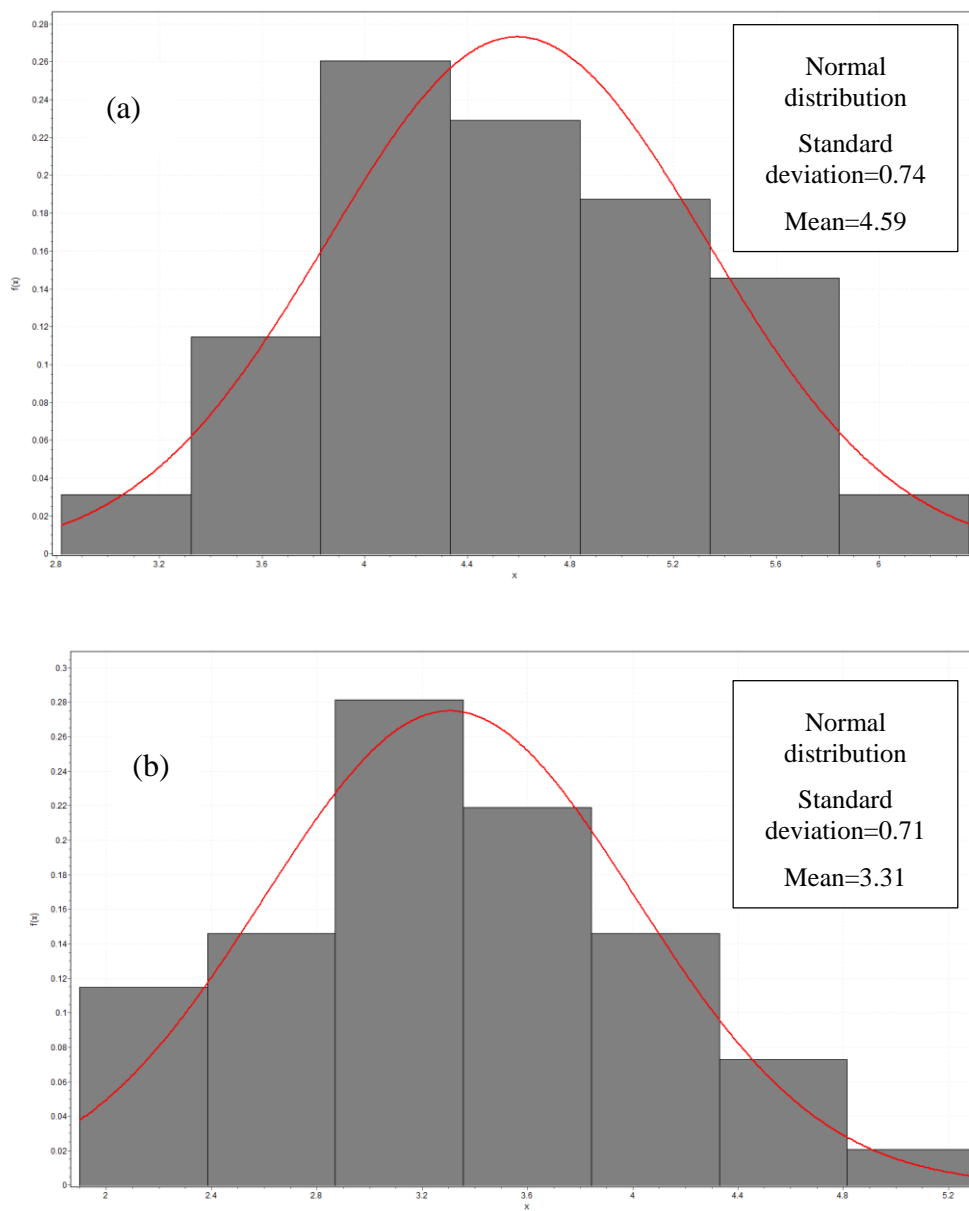 0.28
0.26
0.24
0.22
0.2
0.18
0.16
0.14
0.12
0.1
0.08
0.06
0.04
0.02
0
f(x)
(a)
Normal
distribution
Standard
deviation=0.74
Mean=4.59
2.8 3.2 3.6 4 4.4 4.8 5.2 5.6 6
x
0.3
0.28
0.26
0.24
0.22
0.2
0.18
0.16
0.14
0.12
0.1
0.08
0.06
0.04
0.02
0
f(x)
(b)
Normal
distribution
Standard
deviation=0.71
Mean=3.31
2 2.4 2.8 3.2 3.6 4 4.4 4.8 5.2
x